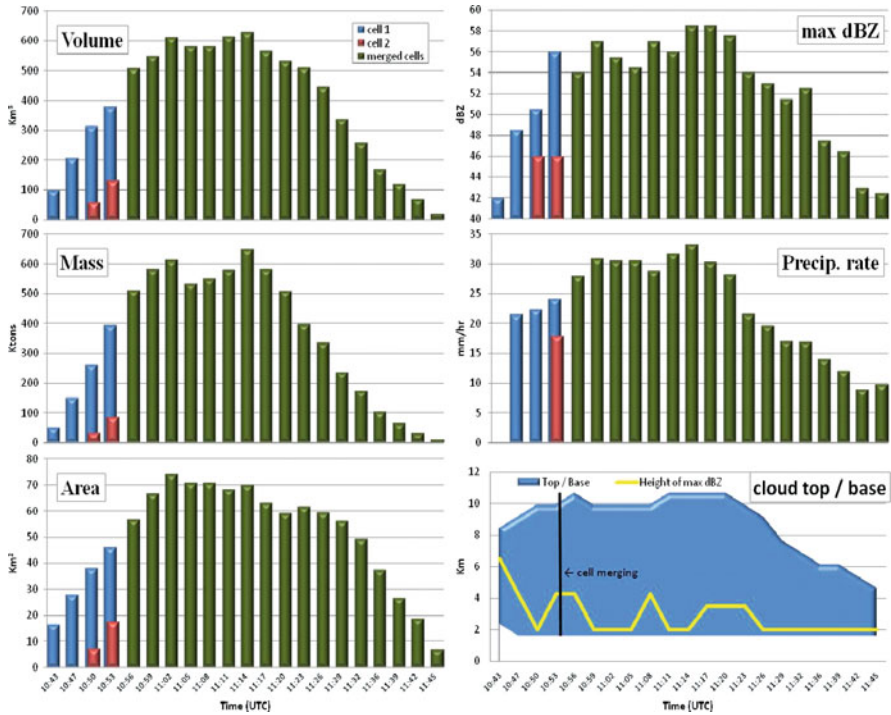 Volume
cell 1
cell 2
merged cells
Km³
700
600
500
400
300
200
100
0
max dBZ
dBZ
60
58
56
54
52
50
48
46
44
42
40
Mass
Ktons
700
600
500
400
300
200
100
0
Precip. rate
mm/hr
35
30
25
20
15
10
5
0
Area
Km²
80
70
60
50
40
30
20
10
0
10:43 10:47 10:50 10:53 10:56 10:59 11:02 11:05 11:08 11:11 11:14 11:17 11:20 11:23 11:26 11:29 11:32 11:36 11:39 11:42 11:45
Time (UTC)
cloud top / base
Top / Base
Height of max dBZ
← cell merging
Km
12
10
8
6
4
2
0
10:43 10:47 10:50 10:53 10:56 10:59 11:02 11:05 11:08 11:11 11:14 11:17 11:20 11:23 11:26 11:29 11:32 11:36 11:39 11:42 11:45
Time (UTC)